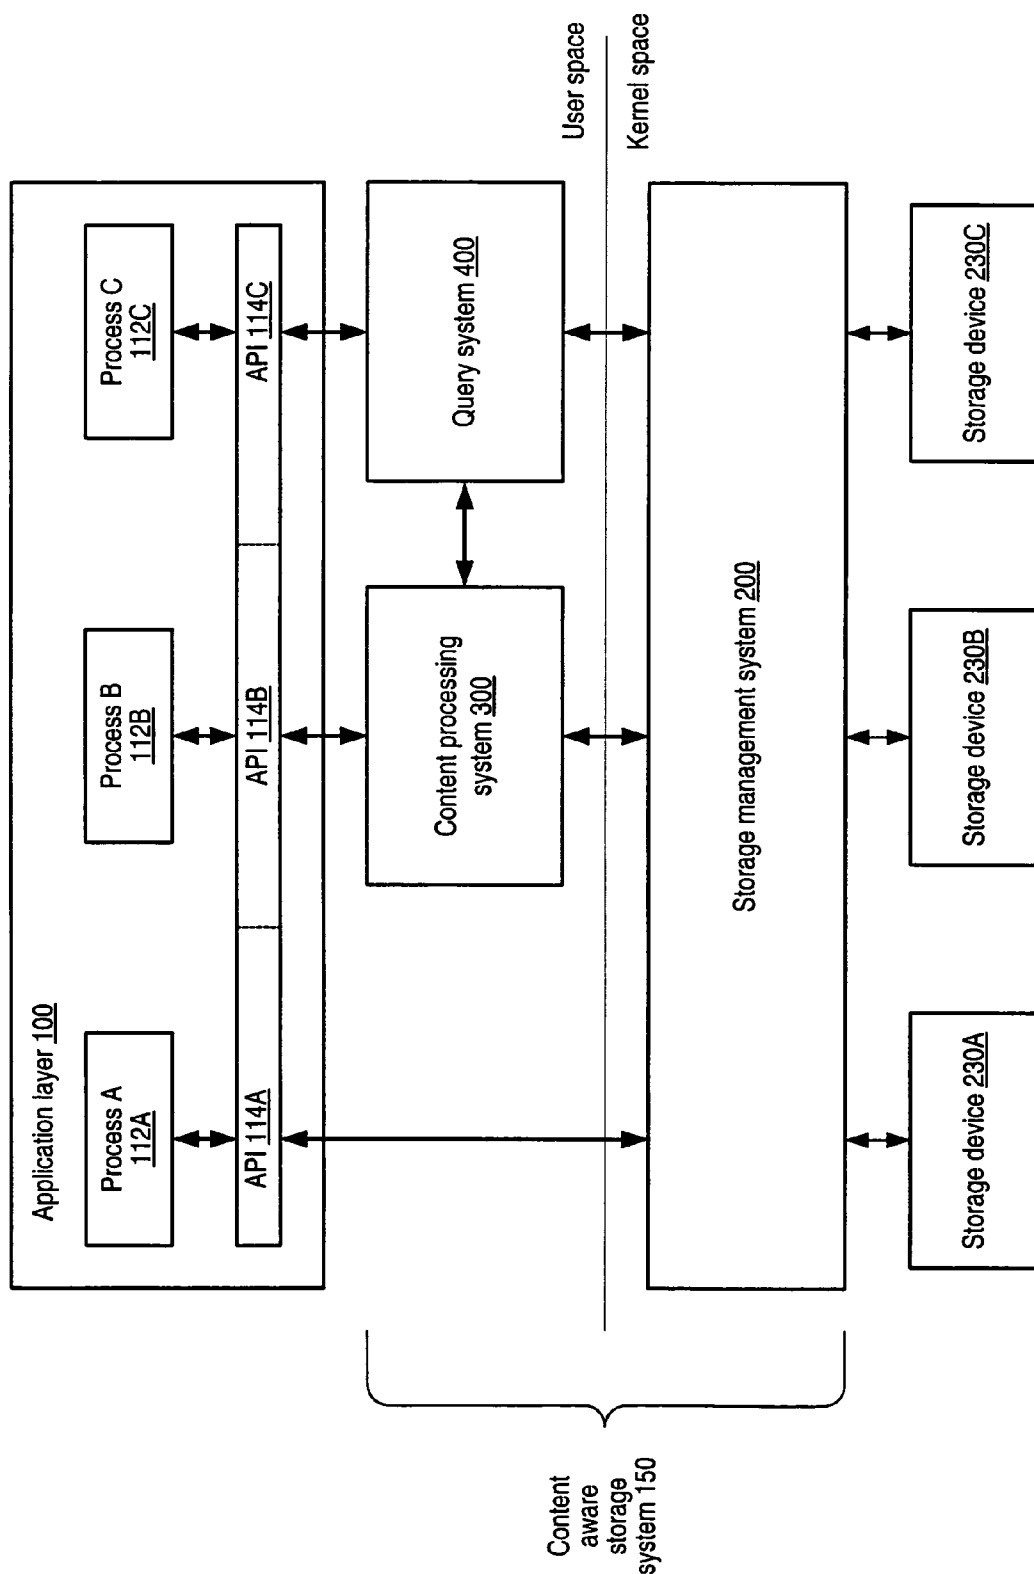 Application layer 100
Process A
112A
Process B
112B
Process C
112C
API 114A
API 114B
API 114C
Content processing
system 300
Query system 400
User space
Kernel space
Content
aware
storage
system 150
Storage management system 200
Storage device 230A
Storage device 230B
Storage device 230C